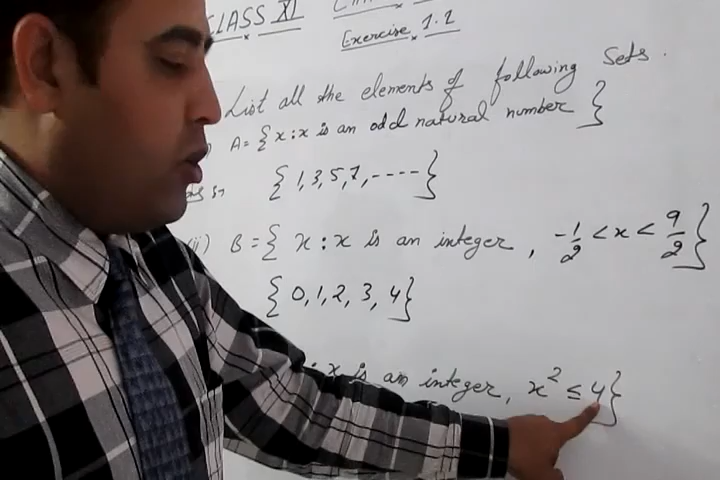 CLASS XI
Exercise 1.1
List all the elements of following Sets.
A = { x : x is an odd natural number }
{ 1, 3, 5, 7, ---- }
(ii) B = { x : x is an integer, -1/2 < x < 9/2 }
{ 0, 1, 2, 3, 4 }
: x is an integer, x² ≤ 4 }